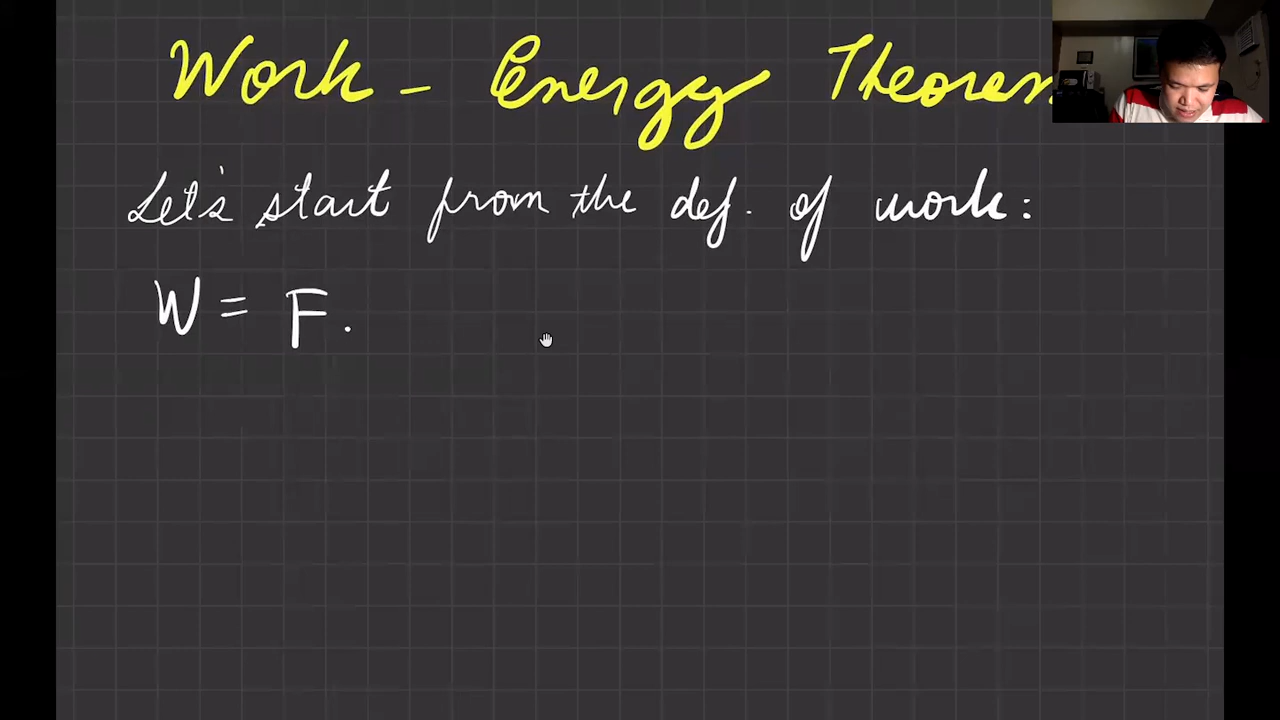 Work - Energy Theorem
Let's start from the def. of work:
W = F.